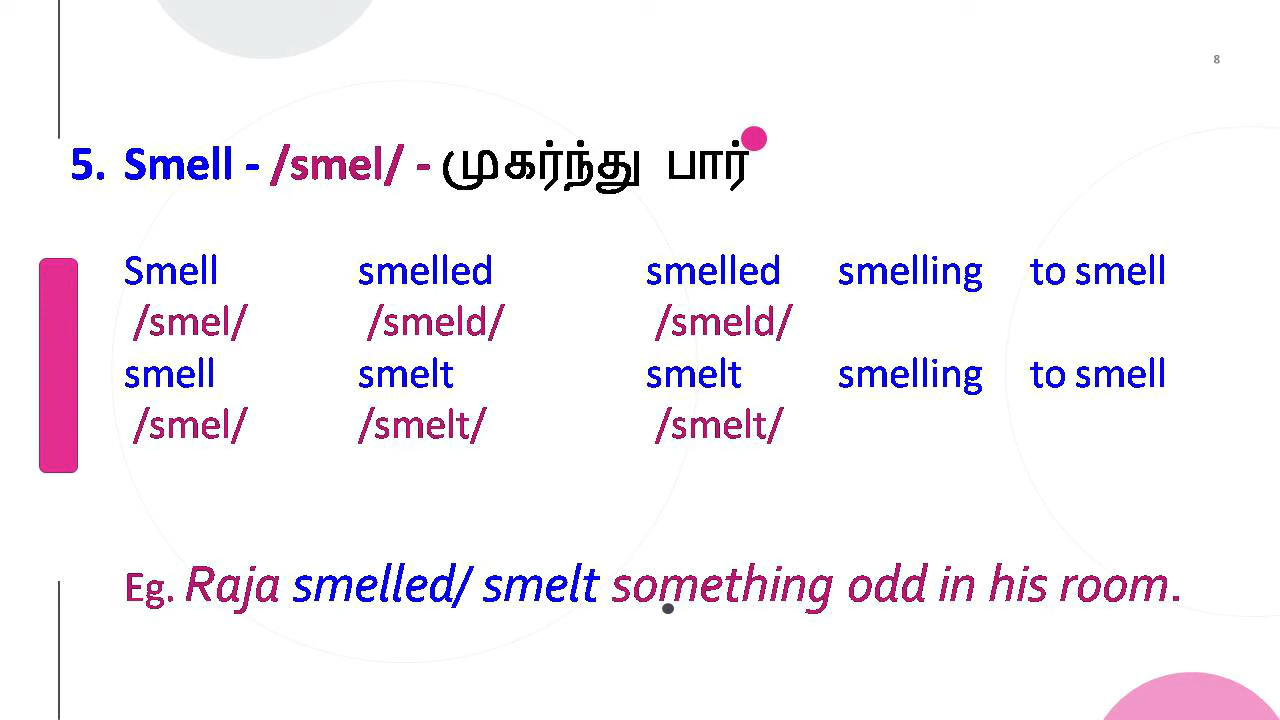 8
5. Smell - /smel/ - முகர்ந்து பார்
Smell smelled smelled smelling to smell
/smel/ /smeld/ /smeld/
smell smelt smelt smelling to smell
/smel/ /smelt/ /smelt/
Eg. Raja smelled/ smelt something odd in his room.